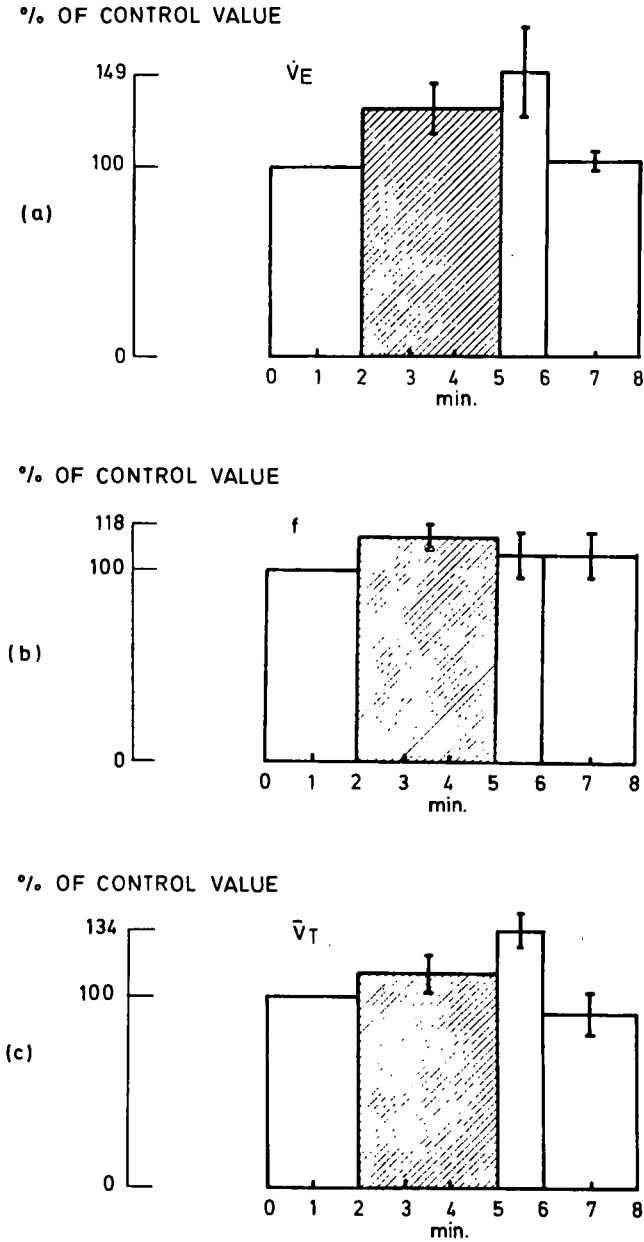 % OF CONTROL VALUE
149
V̇E
100
(a)
0
0 1 2 3 4 5 6 7 8
min.
% OF CONTROL VALUE
118
f
100
(b)
0
0 1 2 3 4 5 6 7 8
min.
% OF CONTROL VALUE
134
V̄T
100
(c)
0
0 1 2 3 4 5 6 7 8
min.